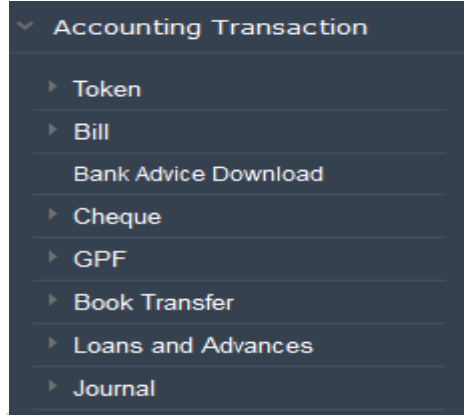 Accounting Transaction
Token
Bill
Bank Advice Download
Cheque
GPF
Book Transfer
Loans and Advances
Journal